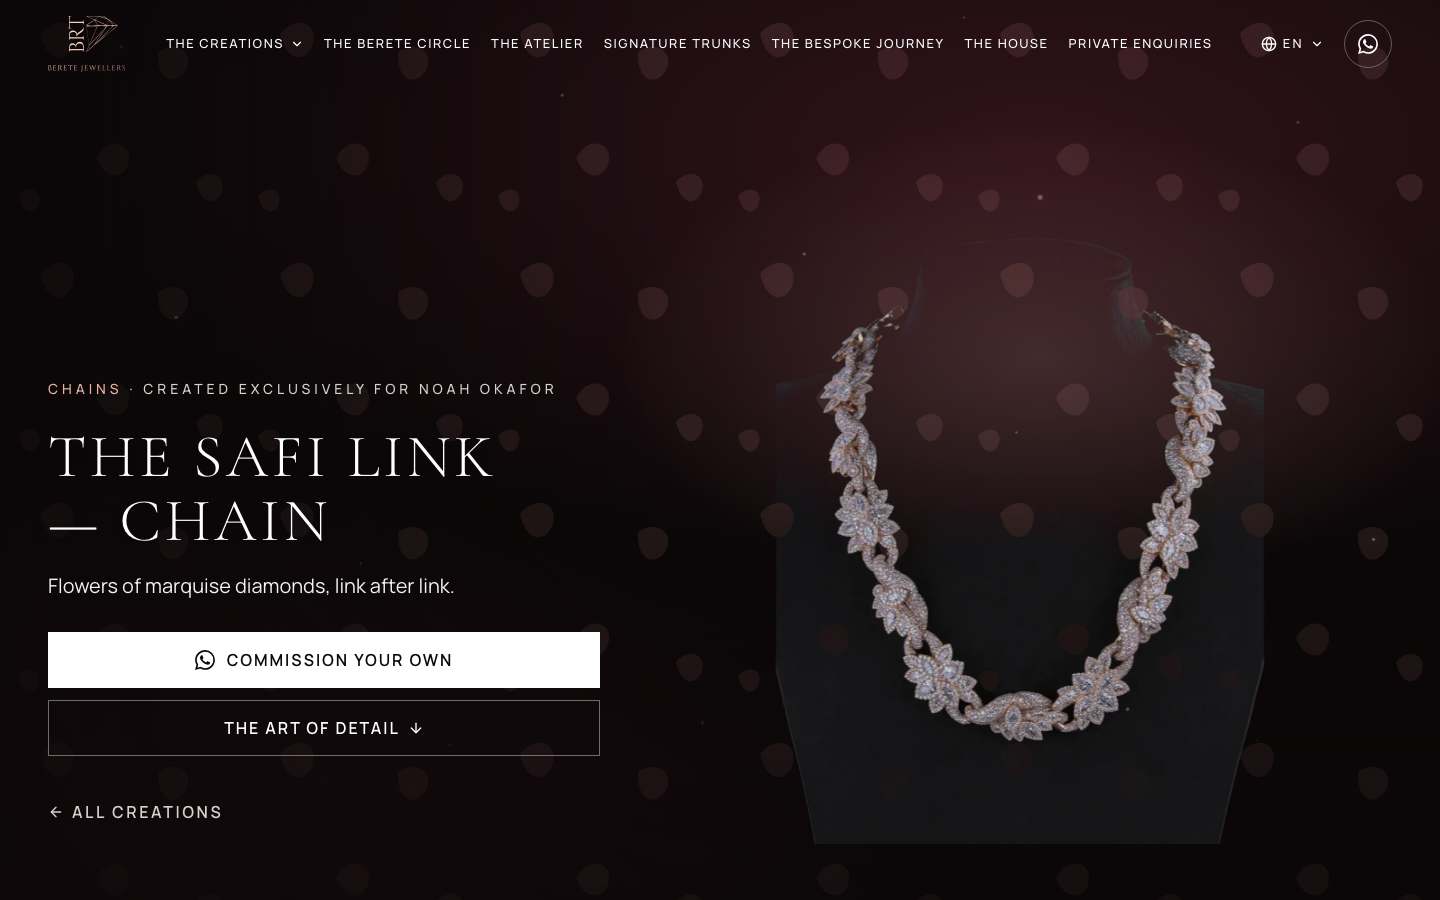 BRT
BERETE JEWELLERS
THE CREATIONS
THE BERETE CIRCLE
THE ATELIER
SIGNATURE TRUNKS
THE BESPOKE JOURNEY
THE HOUSE
PRIVATE ENQUIRIES
EN
CHAINS · CREATED EXCLUSIVELY FOR NOAH OKAFOR
THE SAFI LINK
— CHAIN
Flowers of marquise diamonds, link after link.
COMMISSION YOUR OWN
THE ART OF DETAIL ↓
← ALL CREATIONS